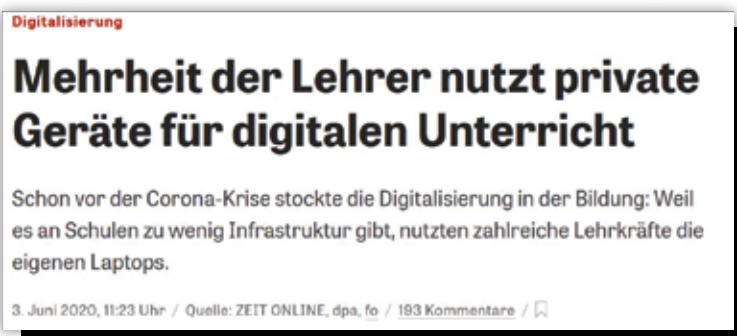 Digitalisierung
Mehrheit der Lehrer nutzt private
Geräte für digitalen Unterricht
Schon vor der Corona-Krise stockte die Digitalisierung in der Bildung: Weil
es an Schulen zu wenig Infrastruktur gibt, nutzten zahlreiche Lehrkräfte die
eigenen Laptops.
3. Juni 2020, 11:23 Uhr / Quelle: ZEIT ONLINE, dpa, fo / 193 Kommentare /